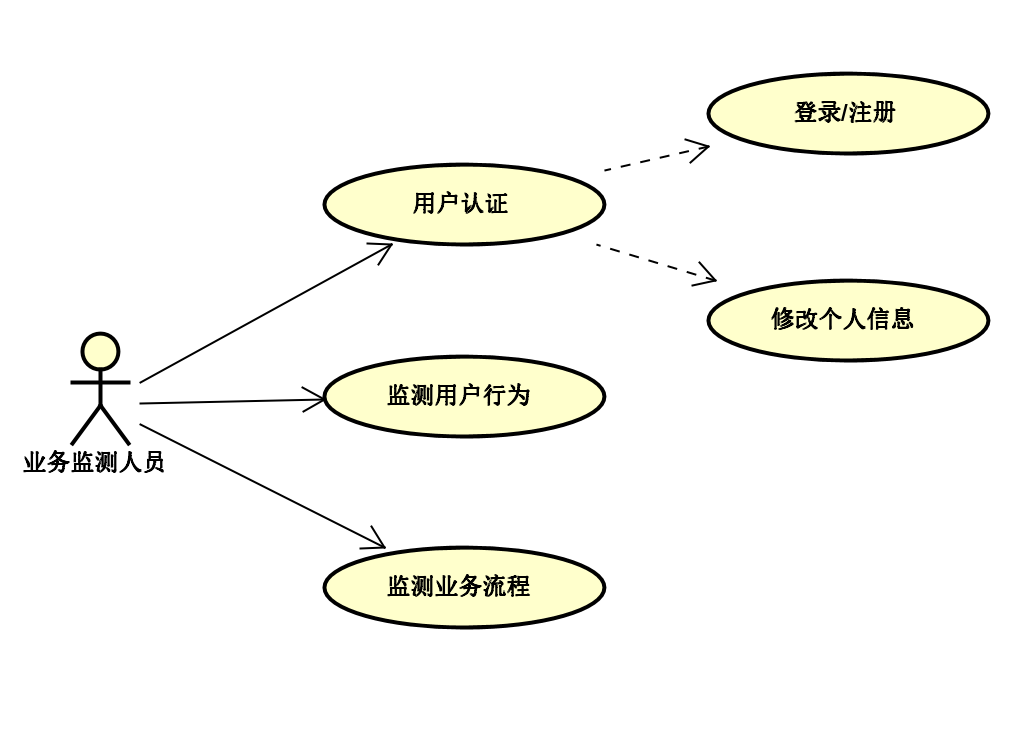 登录/注册
用户认证
修改个人信息
监测用户行为
业务监测人员
监测业务流程